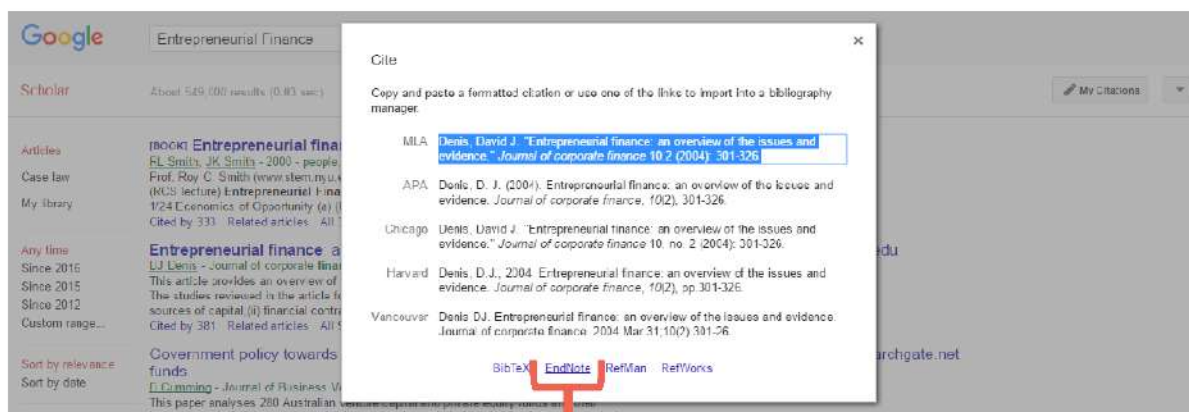 Google
Entrepreneurial Finance
Scholar
About 549,000 results (0.03 sec)
My Citations
Articles
Case law
My library
Any time
Since 2016
Since 2015
Since 2012
Custom range...
Sort by relevance
Sort by date
[BOOK] Entrepreneurial finan
RL Smith, JK Smith - 2000 - people.
Prof. Roy C. Smith (www.stern.nyu.e
(RCS lecture) Entrepreneurial Fina
1/24 Economics of Opportunity (a) (
Cited by 333 Related articles All
Entrepreneurial finance a
DJ Denis - Journal of corporate finan
This article provides an overview of
The studies reviewed in the article fo
sources of capital,(ii) financial contra
Cited by 381 Related articles All
Government policy towards
funds
D Cumming - Journal of Business V
This paper analyses 280 Australian venture capital and private equity funds
edu
archgate.net
×
Cite
Copy and paste a formatted citation or use one of the links to import into a bibliography
manager.
MLA Denis, David J. "Entrepreneurial finance: an overview of the issues and
evidence." Journal of corporate finance 10.2 (2004): 301-326.
APA Denis, D. J. (2004). Entrepreneurial finance: an overview of the issues and
evidence. Journal of corporate finance, 10(2), 301-326.
Chicago Denis, David J. "Entrepreneurial finance: an overview of the issues and
evidence." Journal of corporate finance 10, no. 2 (2004): 301-326.
Harvard Denis, D.J., 2004. Entrepreneurial finance: an overview of the issues and
evidence. Journal of corporate finance, 10(2), pp.301-326.
Vancouver Denis DJ. Entrepreneurial finance: an overview of the issues and evidence.
Journal of corporate finance. 2004 Mar 31;10(2):301-26.
BibTeX EndNote RefMan RefWorks